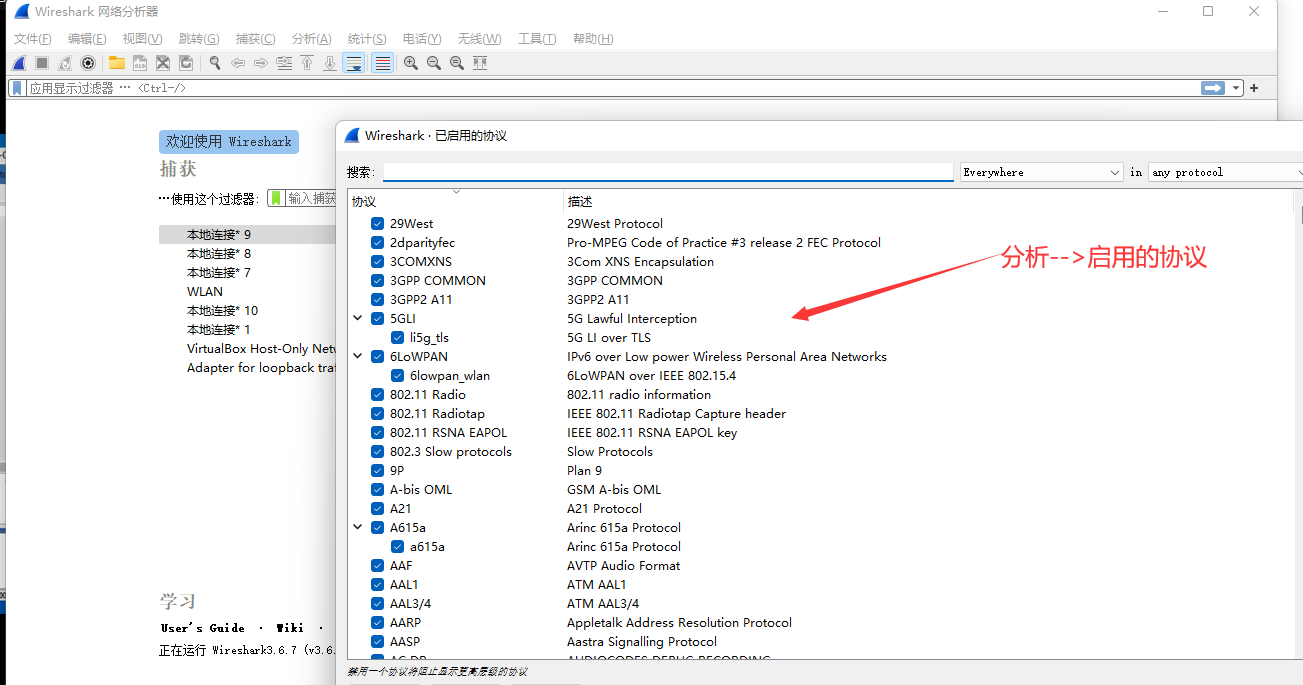 Wireshark 网络分析器
文件(F) 编辑(E) 视图(V) 跳转(G) 捕获(C) 分析(A) 统计(S) 电话(Y) 无线(W) 工具(T) 帮助(H)
应用显示过滤器 ⋯ <Ctrl-/>
欢迎使用 Wireshark
捕获
⋯使用这个过滤器: 输入捕获
本地连接* 9
本地连接* 8
本地连接* 7
WLAN
本地连接* 10
本地连接* 1
VirtualBox Host-Only Netw
Adapter for loopback traf
学习
User's Guide · Wiki ·
正在运行 Wireshark3.6.7 (v3.6.
Wireshark · 已启用的协议
搜索: Everywhere in any protocol
协议 描述
29West 29West Protocol
2dparityfec Pro-MPEG Code of Practice #3 release 2 FEC Protocol
3COMXNS 3Com XNS Encapsulation
3GPP COMMON 3GPP COMMON
3GPP2 A11 3GPP2 A11
5GLI 5G Lawful Interception
li5g_tls 5G LI over TLS
6LoWPAN IPv6 over Low power Wireless Personal Area Networks
6lowpan_wlan 6LoWPAN over IEEE 802.15.4
802.11 Radio 802.11 radio information
802.11 Radiotap IEEE 802.11 Radiotap Capture header
802.11 RSNA EAPOL IEEE 802.11 RSNA EAPOL key
802.3 Slow protocols Slow Protocols
9P Plan 9
A-bis OML GSM A-bis OML
A21 A21 Protocol
A615a Arinc 615a Protocol
a615a Arinc 615a Protocol
AAF AVTP Audio Format
AAL1 ATM AAL1
AAL3/4 ATM AAL3/4
AARP Appletalk Address Resolution Protocol
AASP Aastra Signalling Protocol
禁用一个协议将阻止显示更高层级的协议
分析-->启用的协议